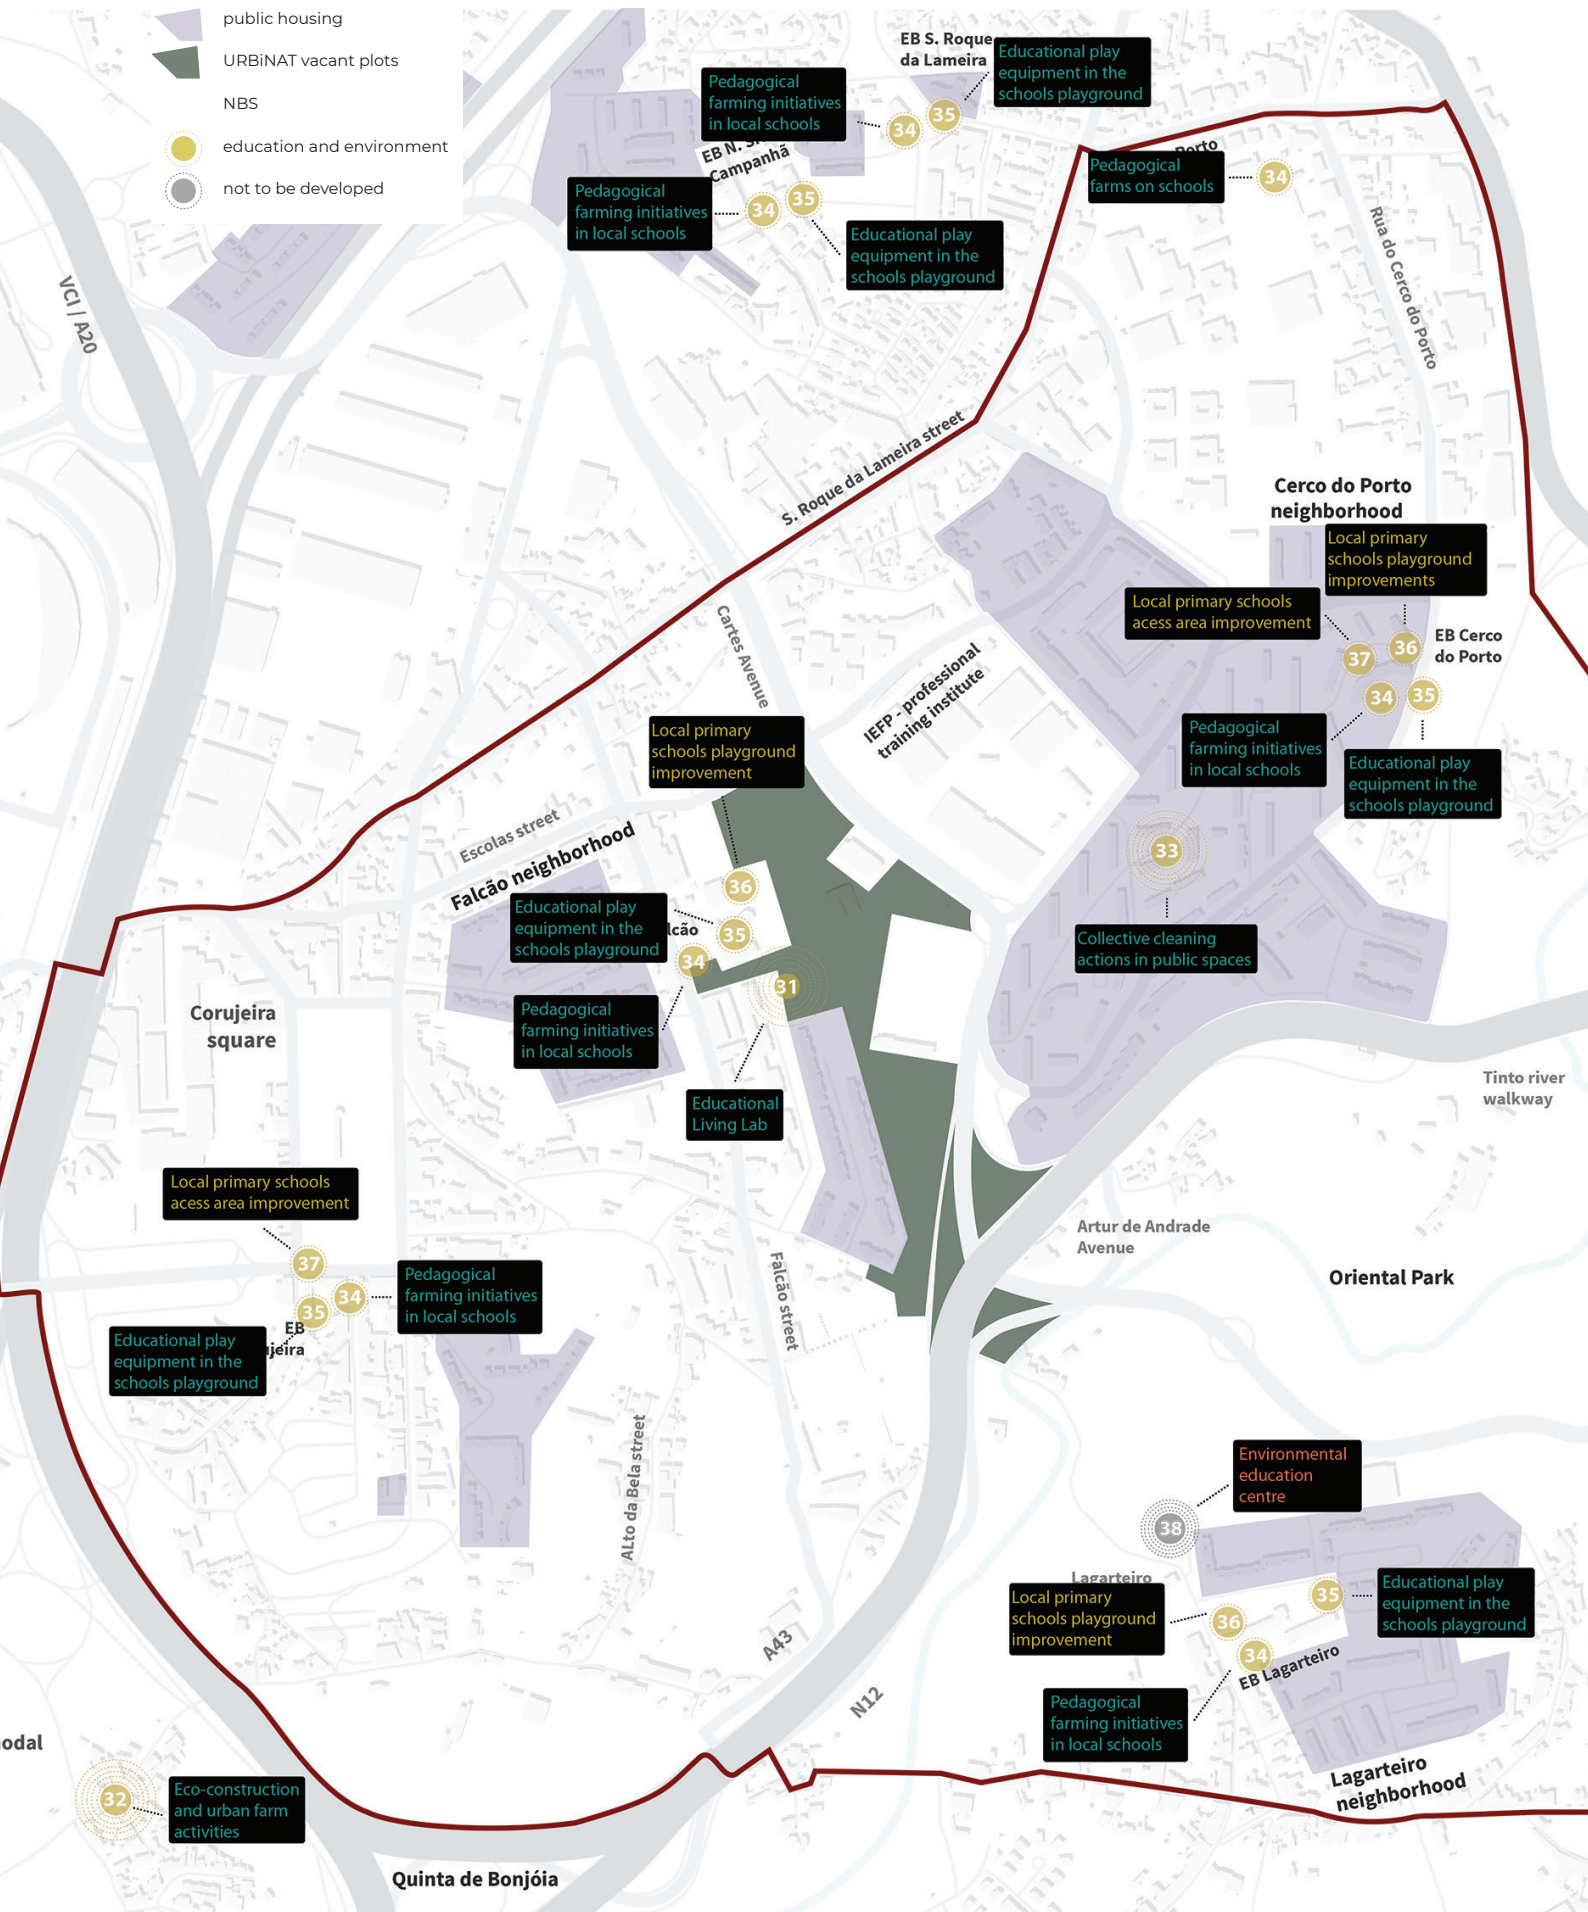 public housing
URBiNAT vacant plots
NBS
education and environment
not to be developed
EB S. Roque
da Lameira
Educational play
equipment in the
schools playground
Pedagogical
farming initiatives
in local schools
34
35
EB N.
Campanhã
Porto
Pedagogical
farms on schools
34
Pedagogical
farming initiatives
in local schools
34
35
Educational play
equipment in the
schools playground
Rua do Cerco do Porto
VCI / A20
S. Roque da Lameira street
Cerco do Porto
neighborhood
Local primary
schools playground
improvements
Local primary schools
acess area improvement
37
36
EB Cerco
do Porto
34
35
Pedagogical
farming initiatives
in local schools
Educational play
equipment in the
schools playground
Cartes Avenue
IEFP - professional
training institute
Local primary
schools playground
improvement
Escolas street
Falcão neighborhood
33
Collective cleaning
actions in public spaces
36
Educational play
equipment in the
schools playground
lcão
35
34
31
Pedagogical
farming initiatives
in local schools
Educational
Living Lab
Corujeira
square
Tinto river
walkway
Local primary schools
acess area improvement
37
34
35
Pedagogical
farming initiatives
in local schools
EB
ujeira
Educational play
equipment in the
schools playground
Artur de Andrade
Avenue
Oriental Park
Falcão street
ALto da Bela street
Environmental
education
centre
38
Lagarteiro
Local primary
schools playground
improvement
36
35
Educational play
equipment in the
schools playground
34
EB Lagarteiro
Pedagogical
farming initiatives
in local schools
A43
N12
Lagarteiro
neighborhood
odal
32
Eco-construction
and urban farm
activities
Quinta de Bonjóia